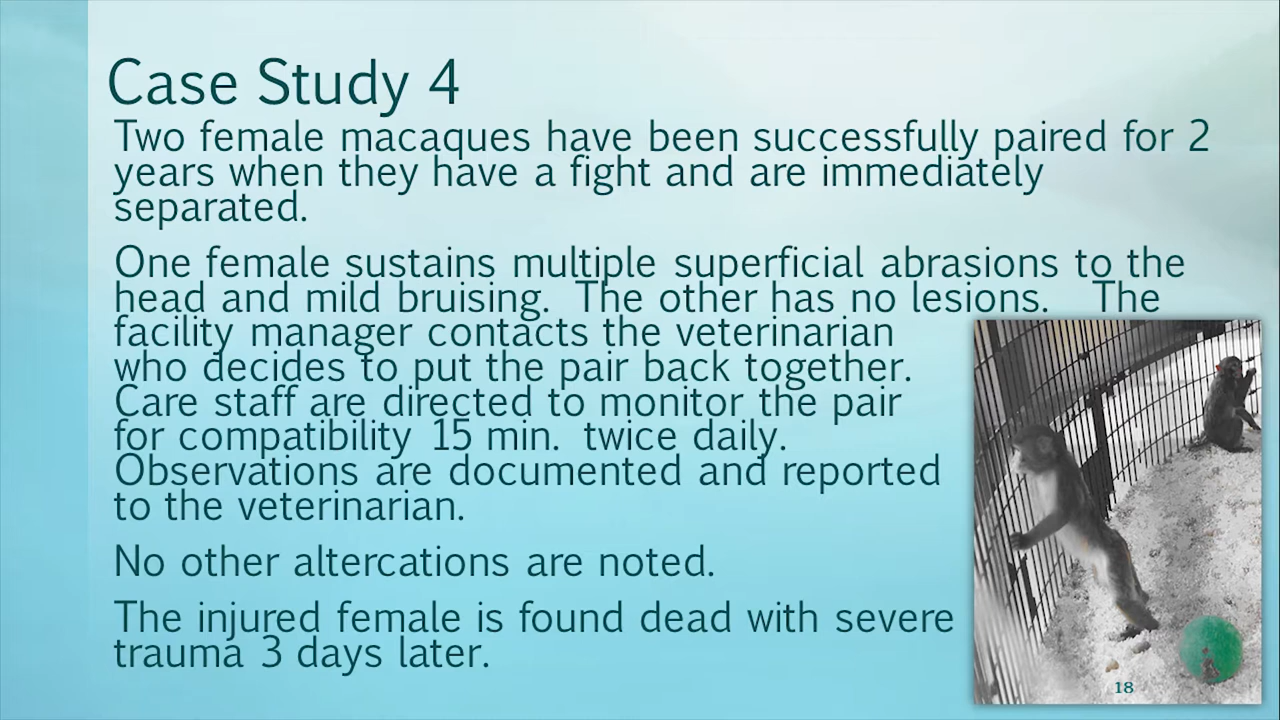 Case Study 4
Two female macaques have been successfully paired for 2
years when they have a fight and are immediately
separated.
One female sustains multiple superficial abrasions to the
head and mild bruising.  The other has no lesions.   The
facility manager contacts the veterinarian
who decides to put the pair back together.
Care staff are directed to monitor the pair
for compatibility 15 min.  twice daily.
Observations are documented and reported
to the veterinarian.
No other altercations are noted.
The injured female is found dead with severe
trauma 3 days later.
18